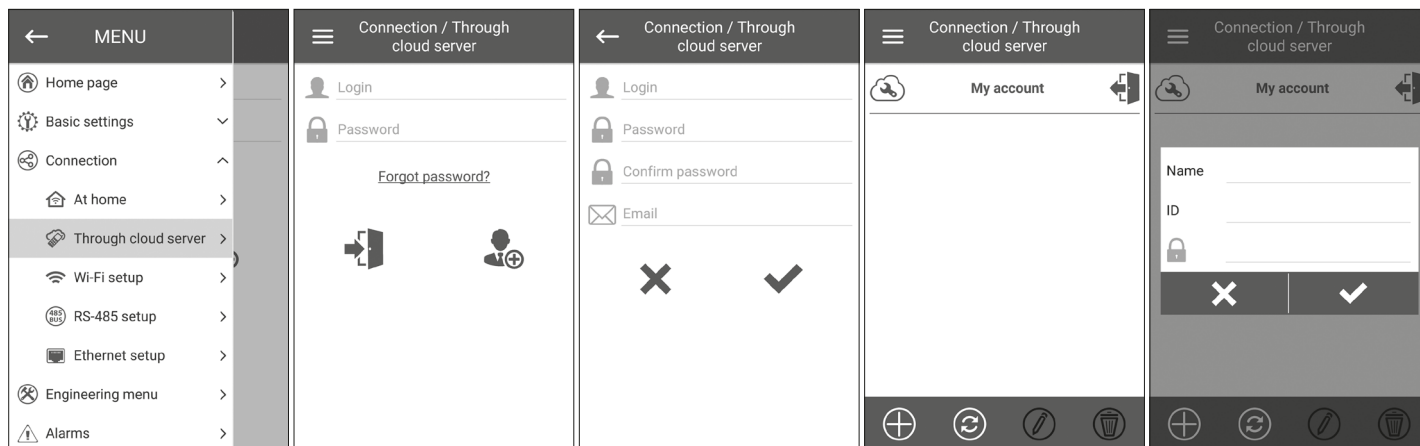 MENU
Home page
Basic settings
Connection
At home
Through cloud server
Wi-Fi setup
485
BUS
RS-485 setup
Ethernet setup
Engineering menu
Alarms
Connection / Through
cloud server
Login
Password
Forgot password?
Connection / Through
cloud server
Login
Password
Confirm password
Email
Connection / Through
cloud server
My account
Connection / Through
cloud server
My account
Name
ID